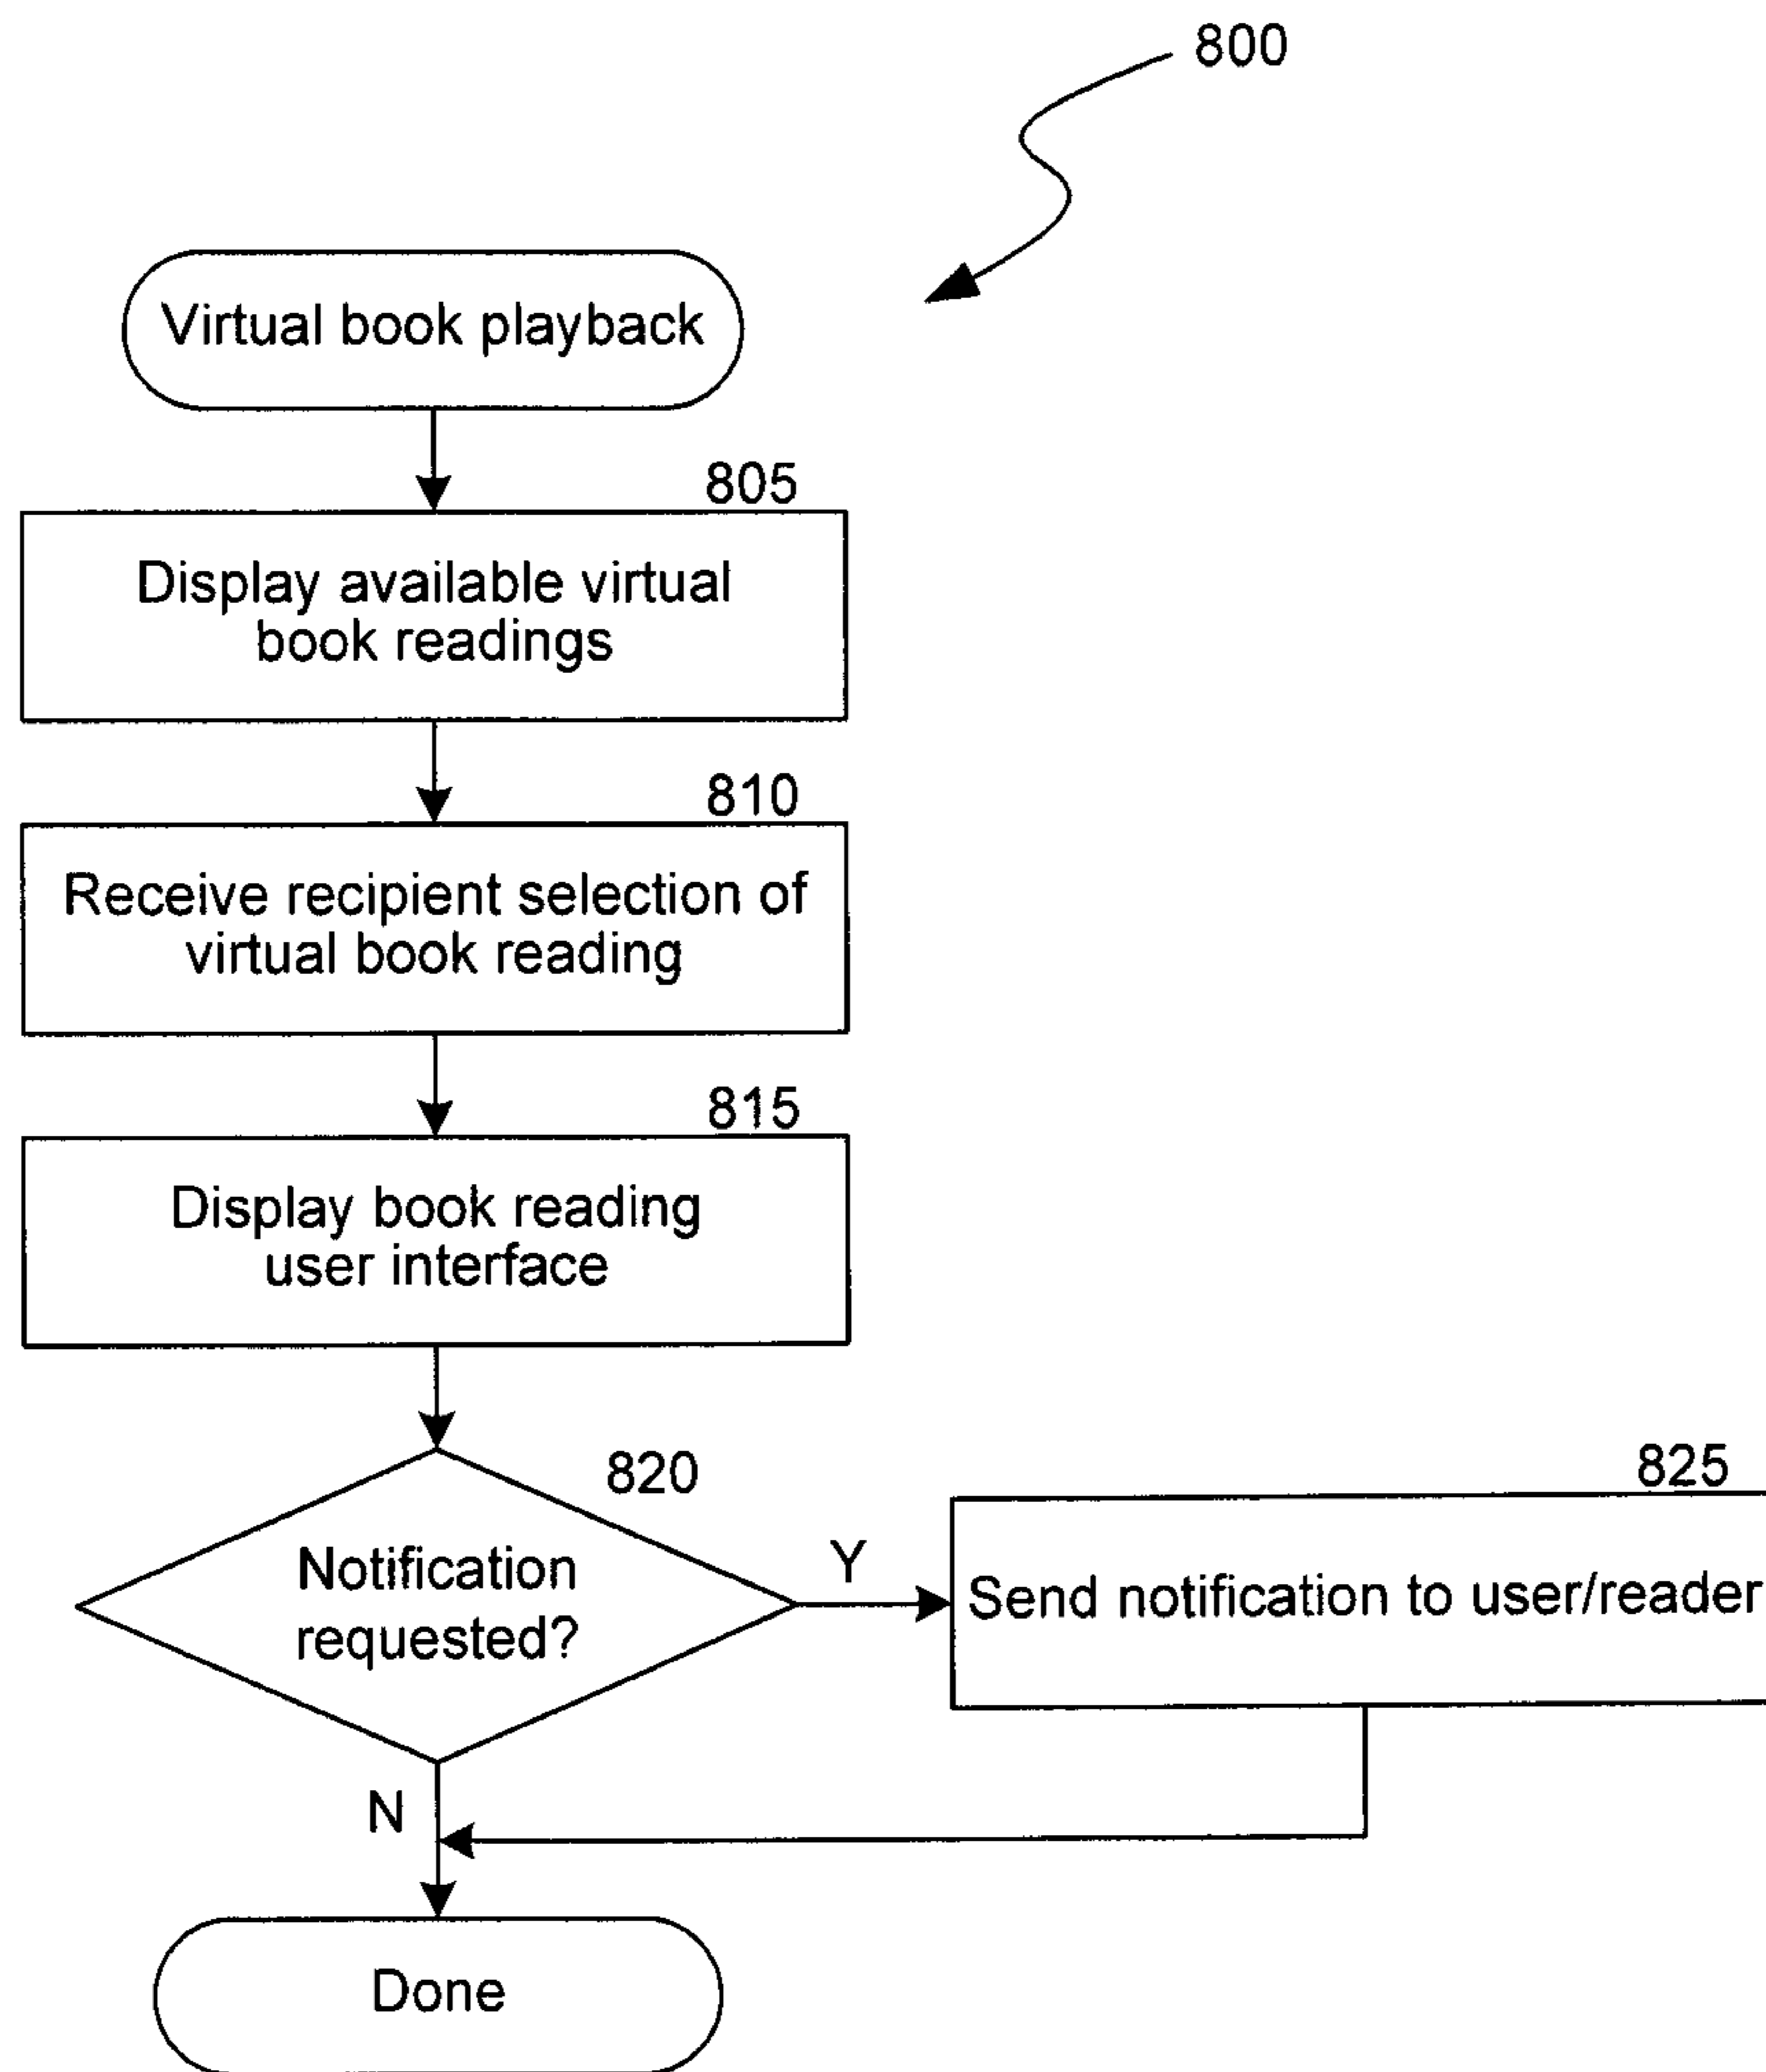 800
Virtual book playback
805
Display available virtual
book readings
810
Receive recipient selection of
virtual book reading
815
Display book reading
user interface
820
Notification
requested?
Y
825
Send notification to user/reader
N
Done